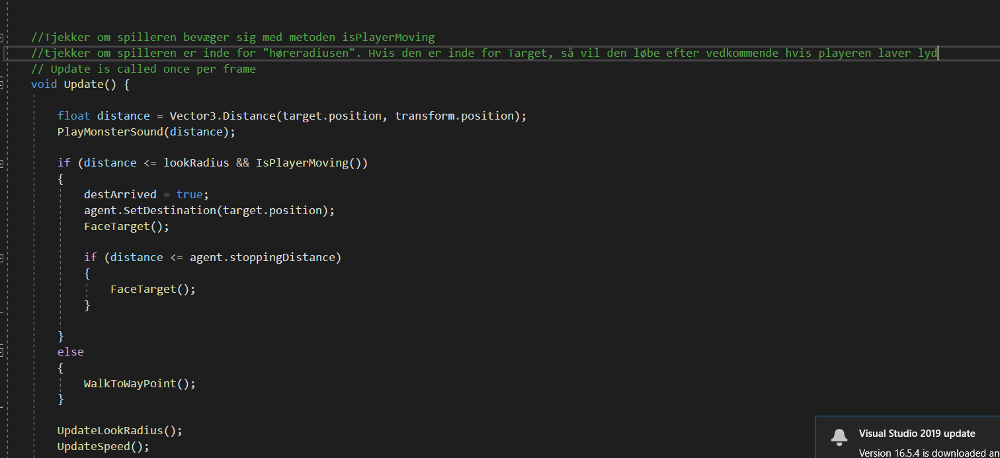 //Tjekker om spilleren bevæger sig med metoden isPlayerMoving
//tjekker om spilleren er inde for "høreradiusen". Hvis den er inde for Target, så vil den løbe efter vedkommende hvis playeren laver lyd
// Update is called once per frame
void Update() {
float distance = Vector3.Distance(target.position, transform.position);
PlayMonsterSound(distance);
if (distance <= lookRadius && IsPlayerMoving())
{
destArrived = true;
agent.SetDestination(target.position);
FaceTarget();
if (distance <= agent.stoppingDistance)
{
FaceTarget();
}
}
else
{
WalkToWayPoint();
}
UpdateLookRadius();
UpdateSpeed();
Visual Studio 2019 update
Version 16.5.4 is downloaded an